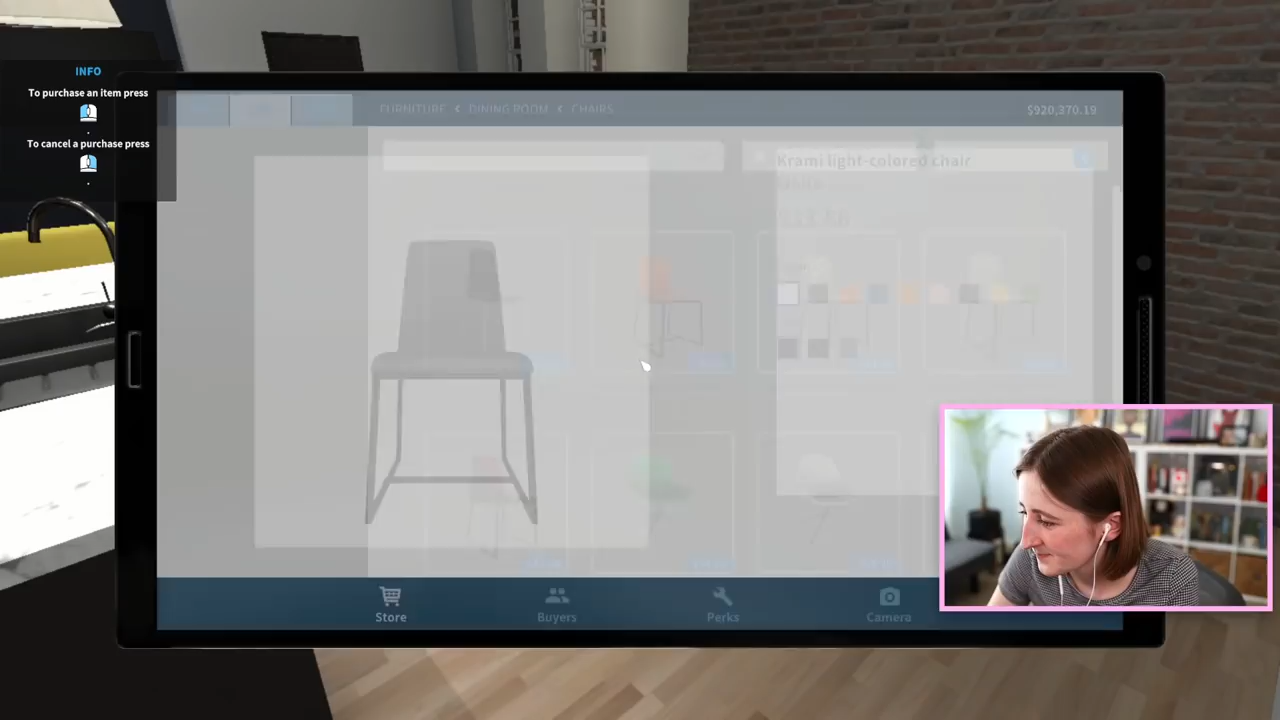 INFO
To purchase an item press
.
To cancel a purchase press
.
FURNITURE < DINING ROOM < CHAIRS
$920,370.19
Krami light-colored chair
Store
Buyers
Perks
Camera